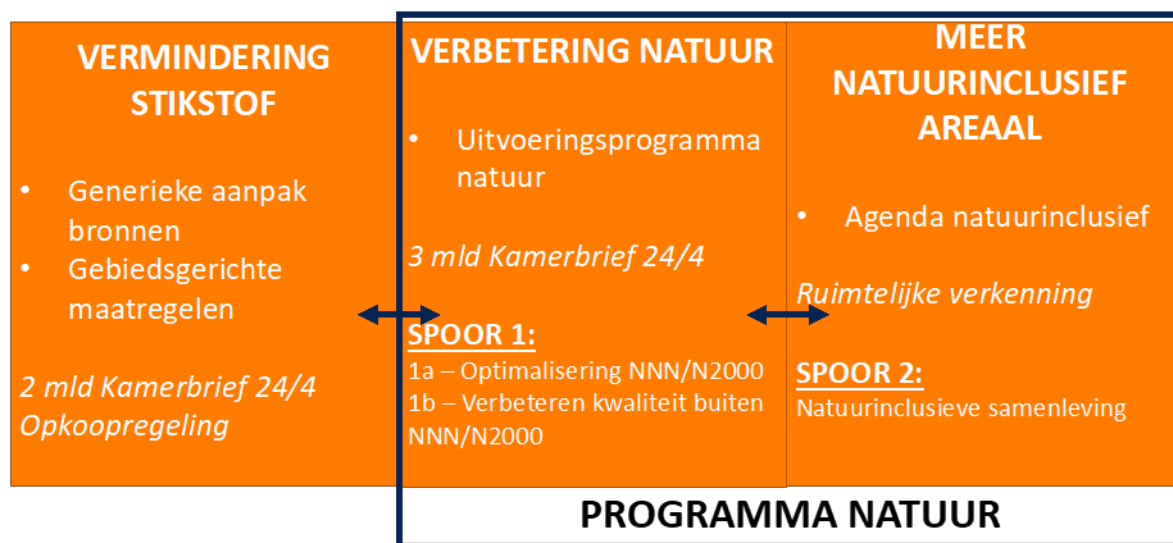 VERMINDERING
STIKSTOF
• Generieke aanpak
bronnen
• Gebiedsgerichte
maatregelen
2 mld Kamerbrief 24/4
Opkoopregeling
VERBETERING NATUUR
• Uitvoeringsprogramma
natuur
3 mld Kamerbrief 24/4
SPOOR 1:
1a – Optimalisering NNN/N2000
1b – Verbeteren kwaliteit buiten
NNN/N2000
MEER
NATUURINCLUSIEF
AREAAL
• Agenda natuurinclusief
Ruimtelijke verkenning
SPOOR 2:
Natuurinclusieve samenleving
PROGRAMMA NATUUR